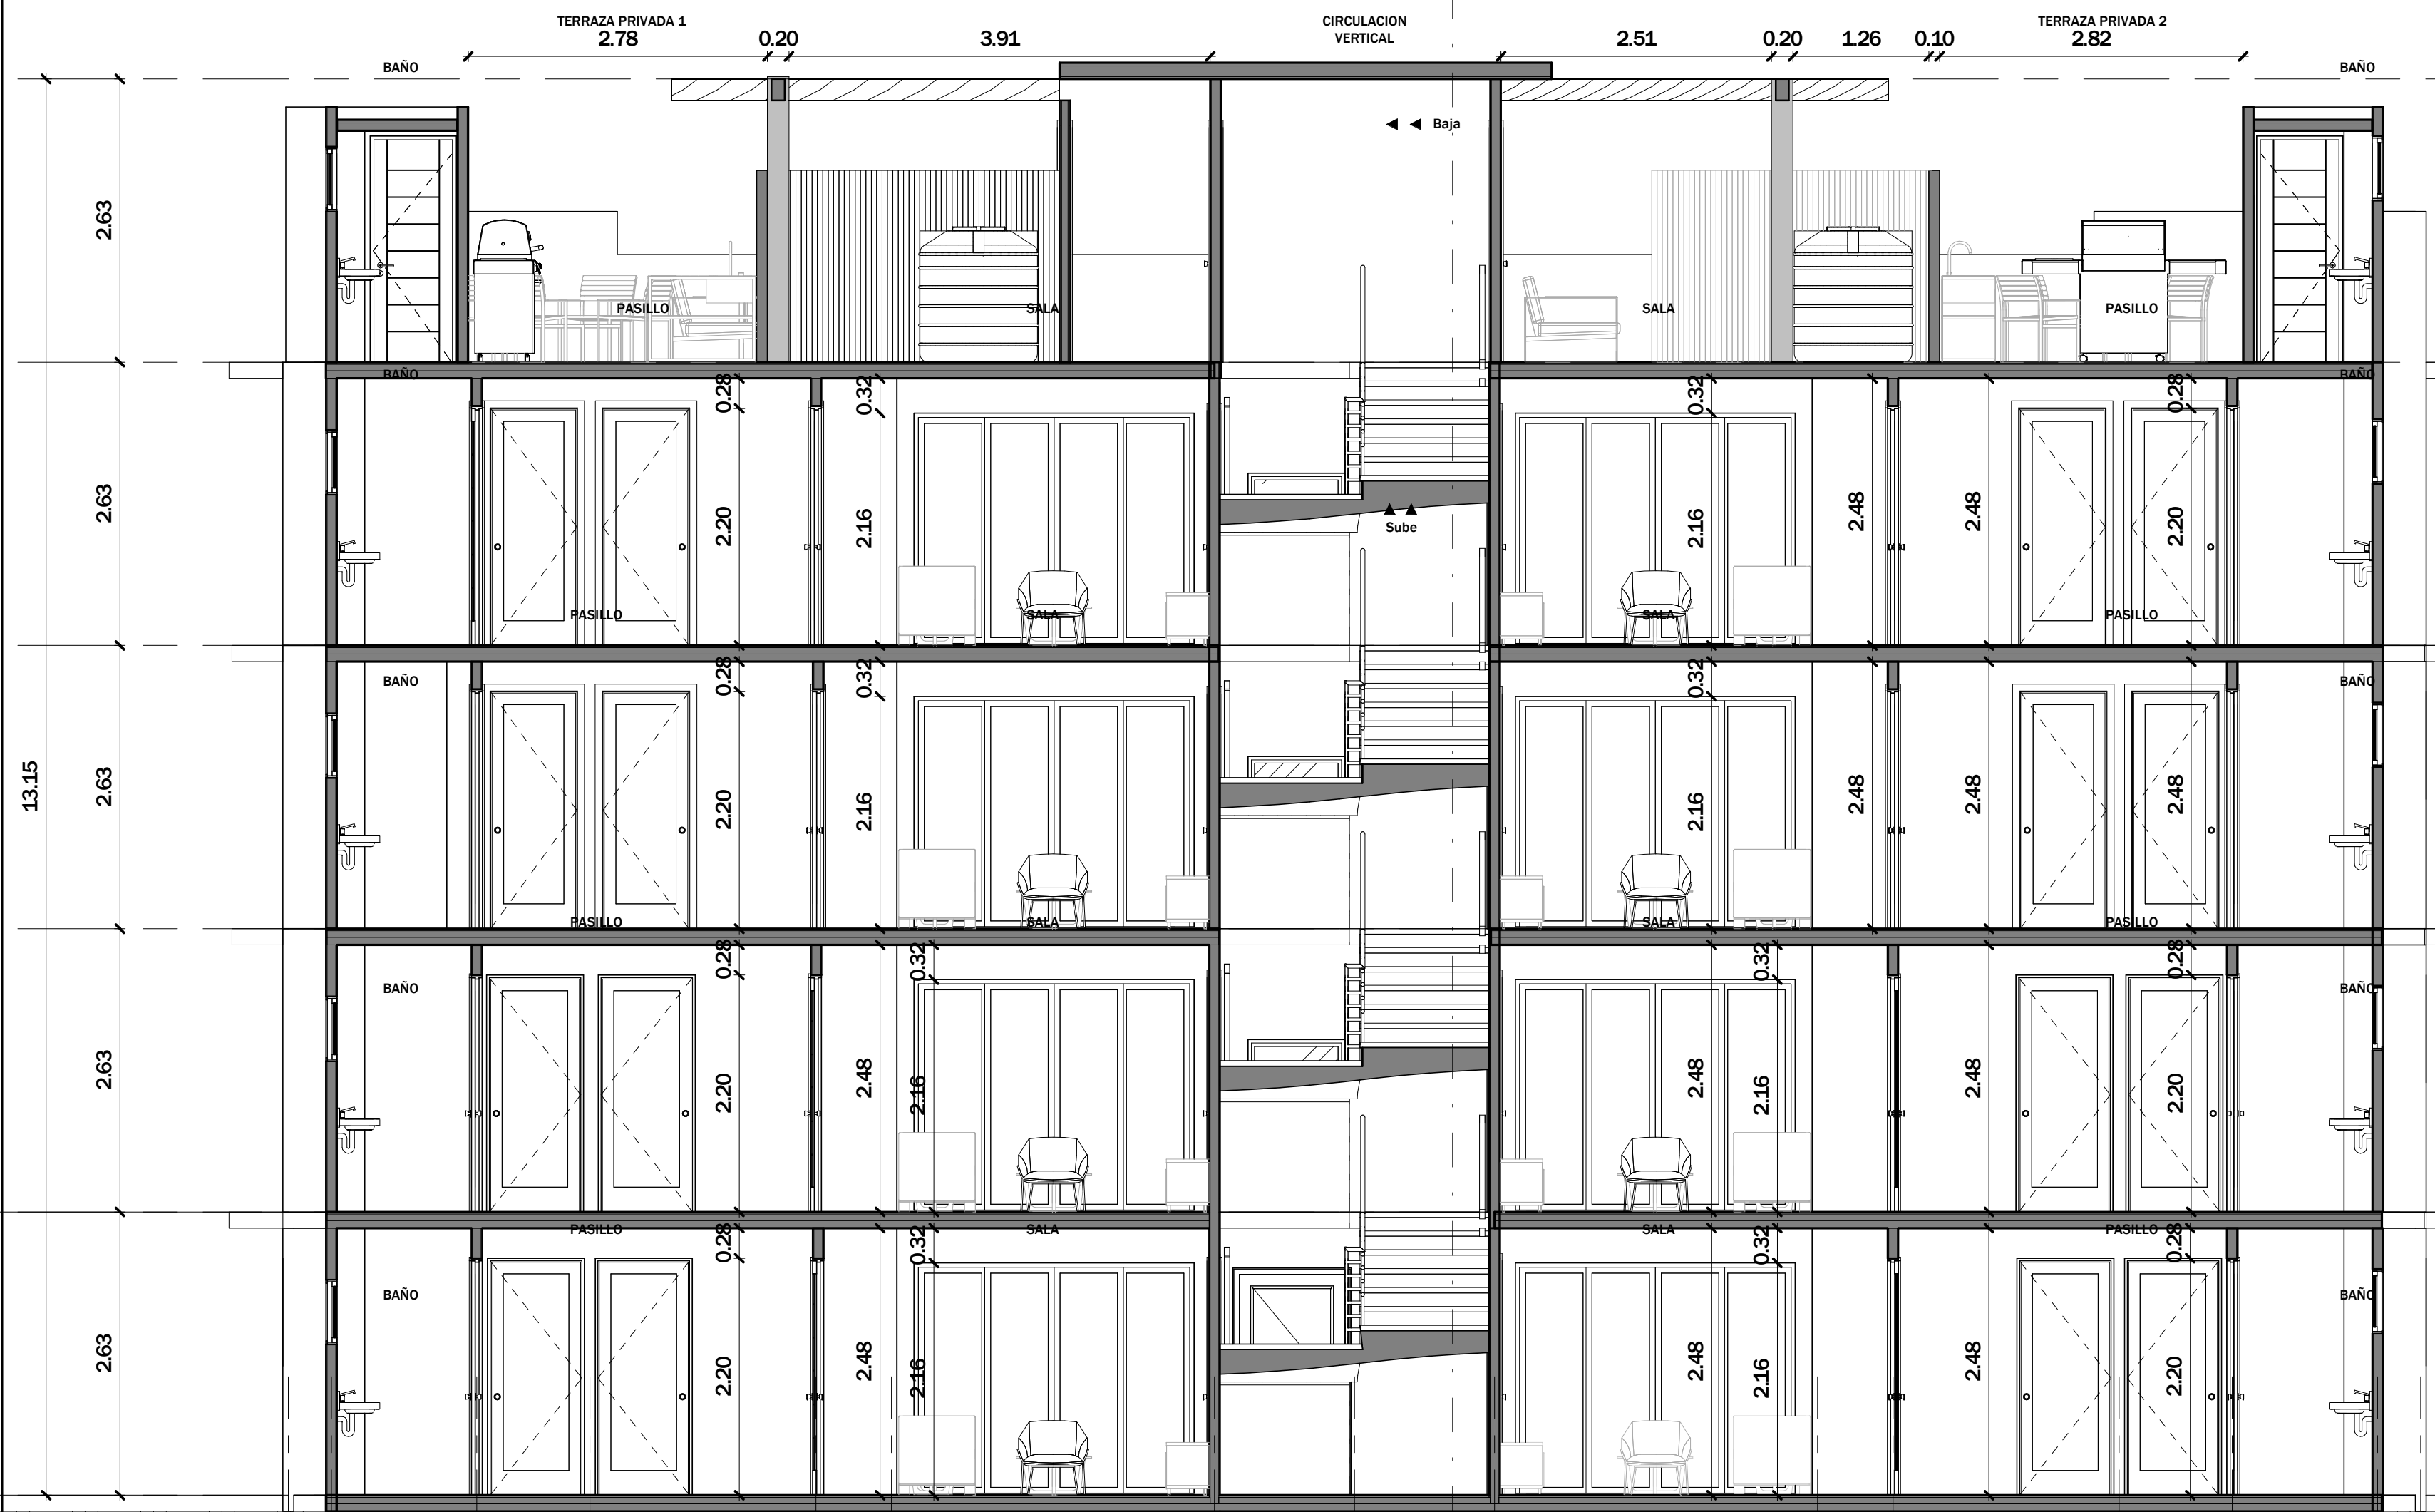 TERRAZA PRIVADA 1
CIRCULACION
VERTICAL
TERRAZA PRIVADA 2
2.78
0.20
3.91
2.51
0.20
1.26
0.10
2.82
BAÑO
BAÑO
Baja
2.63
PASILLO
SALA
SALA
PASILLO
BAÑO
BAÑO
0.28
0.32
0.32
0.28
2.63
2.20
2.16
Sube
2.16
2.48
2.48
2.20
PASILLO
SALA
SALA
PASILLO
BAÑO
BAÑO
0.28
0.32
0.32
13.15
2.63
2.20
2.16
2.16
2.48
2.48
2.48
PASILLO
SALA
SALA
PASILLO
0.28
0.32
0.32
0.28
BAÑO
BAÑO
2.63
2.20
2.48
2.16
2.48
2.16
2.48
2.20
PASILLO
SALA
SALA
PASILLO
0.28
0.32
0.32
0.28
BAÑO
BAÑO
2.63
2.20
2.48
2.16
2.48
2.16
2.48
2.20